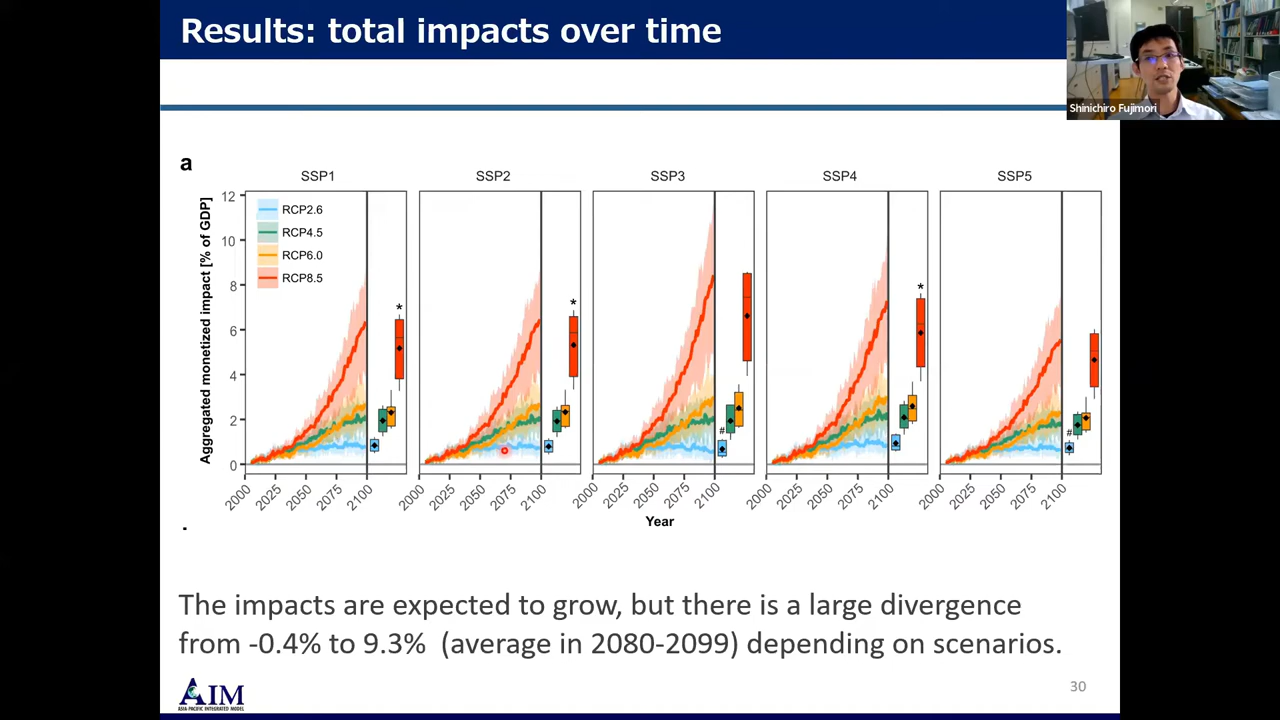 Results: total impacts over time
Shinichiro Fujimori
a
SSP1 SSP2 SSP3 SSP4 SSP5
Aggregated monetized impact [% of GDP]
12
10
8
6
4
2
0
RCP2.6
RCP4.5
RCP6.0
RCP8.5
* * *
# #
2000 2025 2050 2075 2100 2000 2025 2050 2075 2100 2000 2025 2050 2075 2100 2000 2025 2050 2075 2100 2000 2025 2050 2075 2100
Year
The impacts are expected to grow, but there is a large divergence
from -0.4% to 9.3% (average in 2080-2099) depending on scenarios.
AIM
ASIA-PACIFIC INTEGRATED MODEL
30